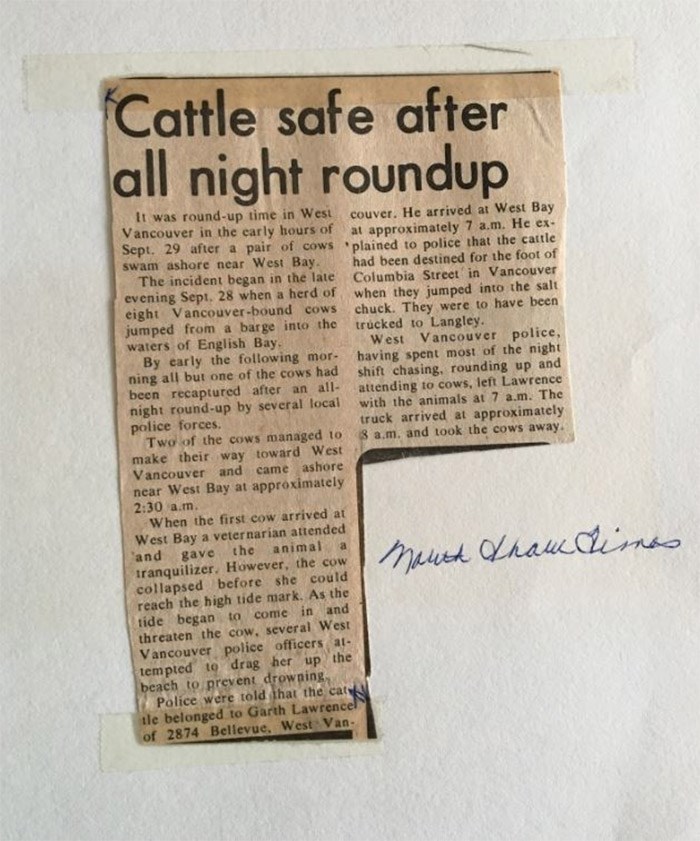 Cattle safe after
all night roundup
It was round-up time in West
Vancouver in the early hours of
Sept. 29 after a pair of cows
swam ashore near West Bay.
The incident began in the late
evening Sept. 28 when a herd of
eight Vancouver-bound cows
jumped from a barge into the
waters of English Bay.
By early the following mor-
ning all but one of the cows had
been recaptured after an all-
night round-up by several local
police forces.
Two of the cows managed to
make their way toward West
Vancouver and came ashore
near West Bay at approximately
2:30 a.m.
When the first cow arrived at
West Bay a veternarian attended
and gave the animal a
tranquilizer. However, the cow
collapsed before she could
reach the high tide mark. As the
tide began to come in and
threaten the cow, several West
Vancouver police officers at-
tempted to drag her up the
beach to prevent drowning.
Police were told that the cat-
tle belonged to Garth Lawrence
of 2874 Bellevue, West Van-
couver. He arrived at West Bay
at approximately 7 a.m. He ex-
plained to police that the cattle
had been destined for the foot of
Columbia Street in Vancouver
when they jumped into the salt
chuck. They were to have been
trucked to Langley.
West Vancouver police,
having spent most of the night
shift chasing, rounding up and
attending to cows, left Lawrence
with the animals at 7 a.m. The
truck arrived at approximately
8 a.m. and took the cows away.
North Shore Times